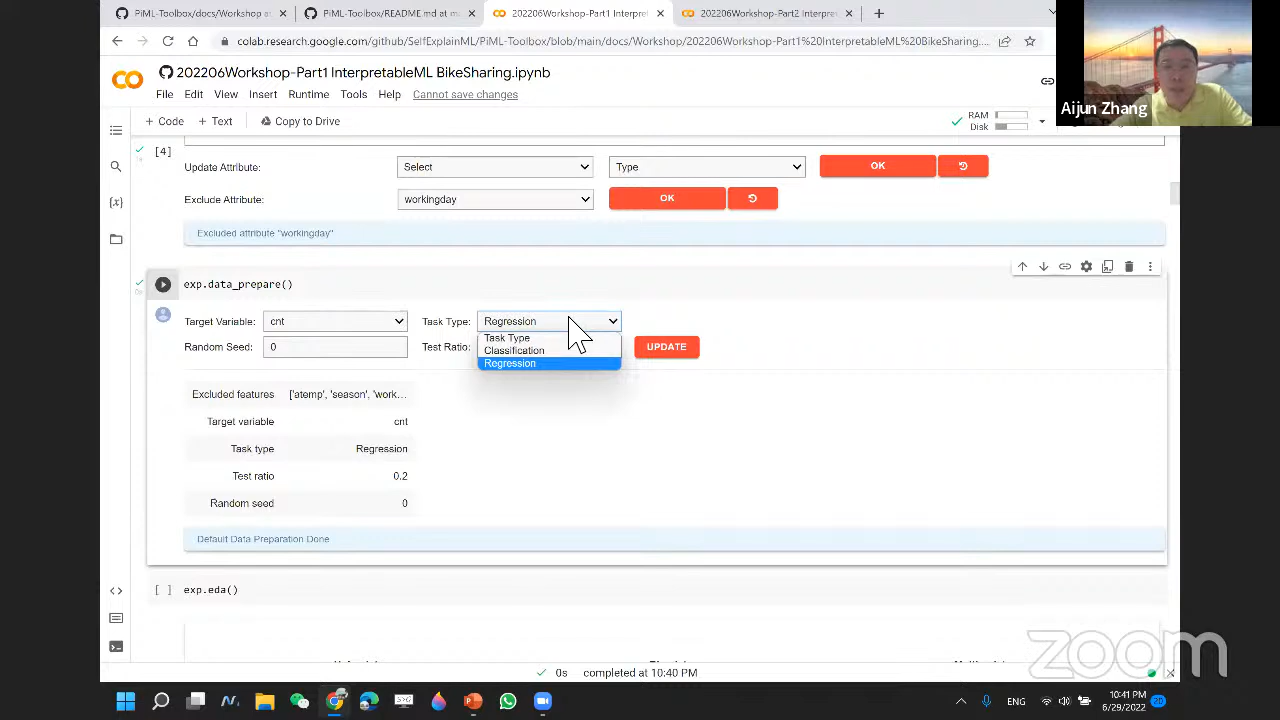 PiML-Toolbox/docs/Workshop at
PiML-Toolbox/README.md at m
202206Workshop-Part1 Interpret
202206Workshop-Part2 Interpret
colab.research.google.com/github/SelfExplainML/PiML-Toolbox/blob/main/docs/Workshop/202206Workshop-Part1%20InterpretableML%20BikeSharing....
202206Workshop-Part1 InterpretableML BikeSharing.ipynb
File Edit View Insert Runtime Tools Help Cannot save changes
Aijun Zhang
+ Code + Text Copy to Drive
RAM
Disk
[4]
Update Attribute: Select Type OK
Exclude Attribute: workingday OK
Excluded attribute "workingday"
exp.data_prepare()
Target Variable: cnt Task Type: Regression
Task Type
Random Seed: 0 Test Ratio: Classification UPDATE
Regression
Excluded features ['atemp', 'season', 'work...
Target variable cnt
Task type Regression
Test ratio 0.2
Random seed 0
Default Data Preparation Done
[ ] exp.eda()
zoom
0s completed at 10:40 PM
ENG 10:41 PM
6/29/2022 20